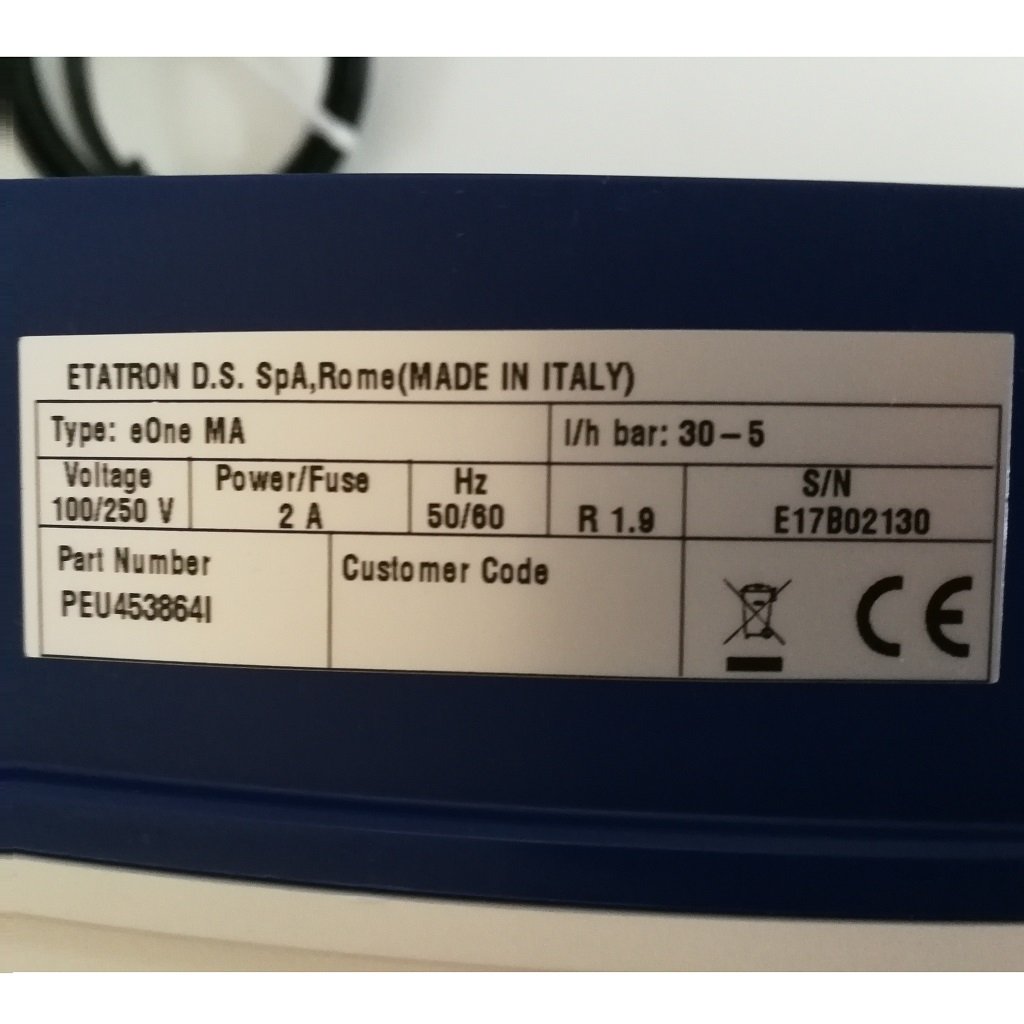 ETATRON D.S. SpA,Rome(MADE IN ITALY)
Type: eOne MA
l/h bar: 30-5
Voltage
100/250 V
Power/Fuse
2 A
Hz
50/60
R 1.9
S/N
E17B02130
Part Number
PEU453864I
Customer Code
CE